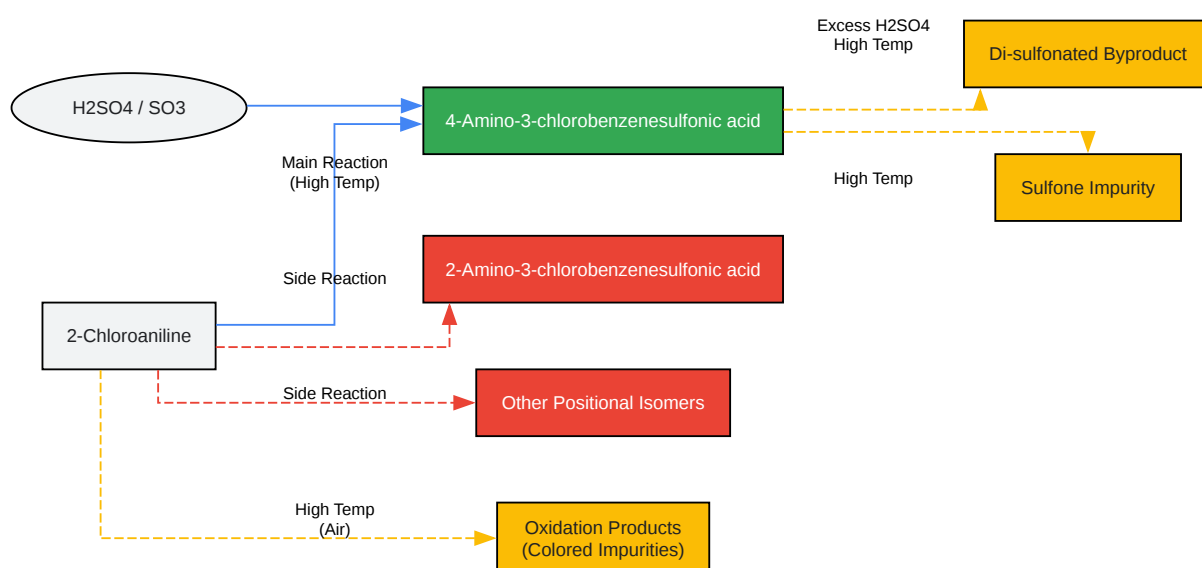 Excess H2SO4
High Temp
Di-sulfonated Byproduct
H2SO4 / SO3
4-Amino-3-chlorobenzenesulfonic acid
Main Reaction
(High Temp)
High Temp
Sulfone Impurity
Side Reaction
2-Amino-3-chlorobenzenesulfonic acid
2-Chloroaniline
Side Reaction
Other Positional Isomers
High Temp
(Air)
Oxidation Products
(Colored Impurities)